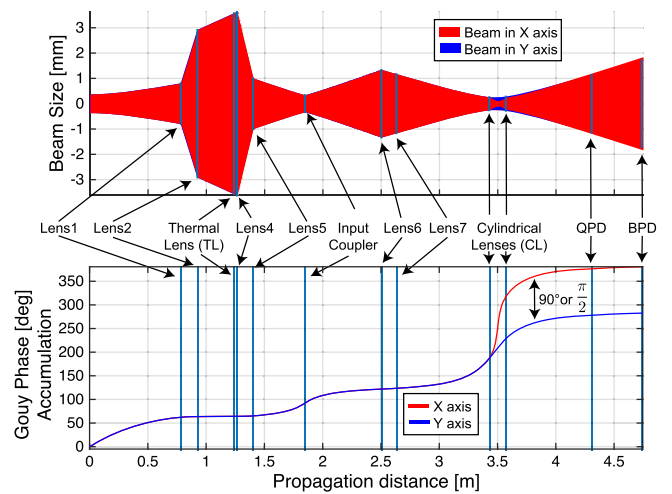 Beam Size [mm]
3
2
1
0
-1
-2
-3
Beam in X axis
Beam in Y axis
Lens1
Lens2
Thermal
Lens (TL)
Lens4
Lens5
Input
Coupler
Lens6
Lens7
Cylindrical
Lenses (CL)
QPD
BPD
Gouy Phase [deg]
Accumulation
350
300
250
200
150
100
50
0
90°or π/2
X axis
Y axis
0 0.5 1 1.5 2 2.5 3 3.5 4 4.5
Propagation distance [m]